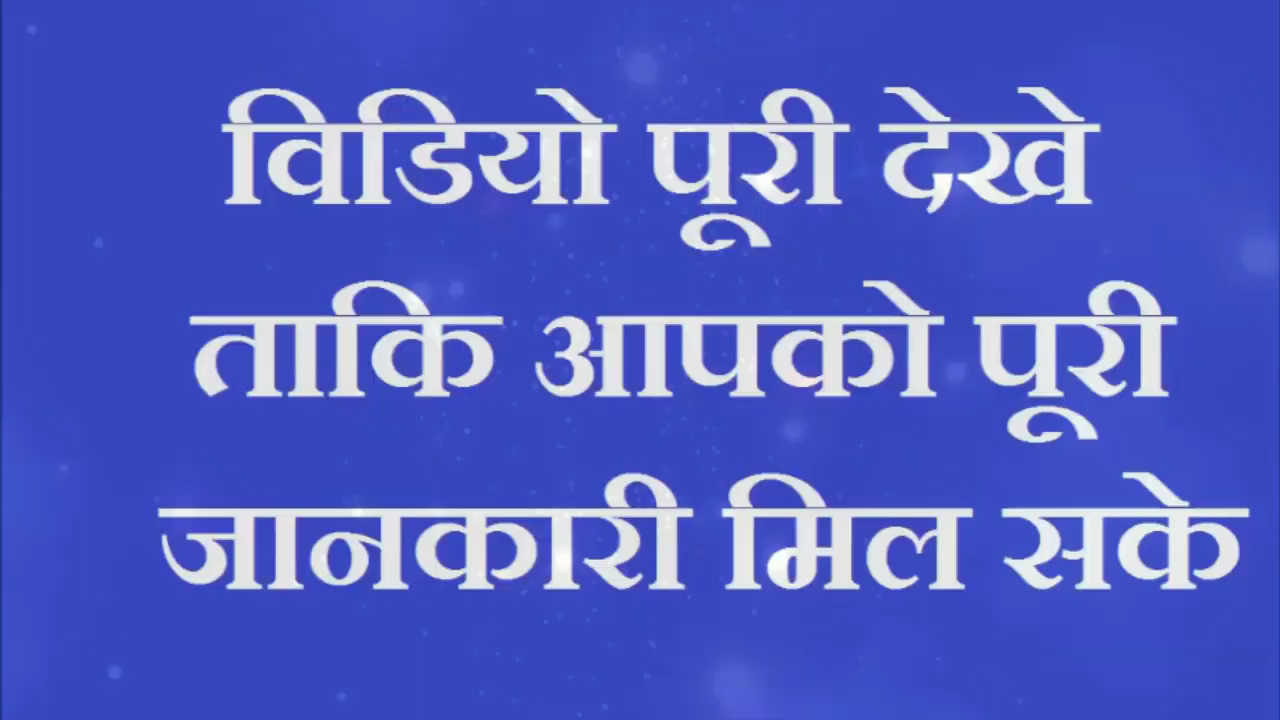 विडियो पूरी देखे
ताकि आपको पूरी
जानकारी मिल सके